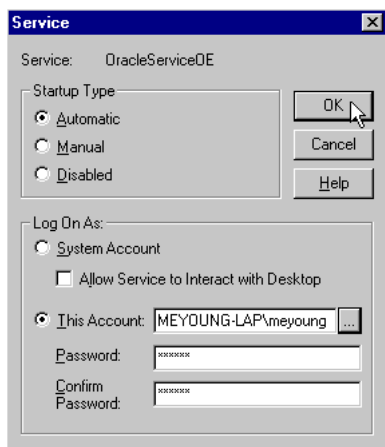 Service
Service: OracleServiceOE
Startup Type
Automatic
Manual
Disabled
OK
Cancel
Help
Log On As:
System Account
Allow Service to Interact with Desktop
This Account: MEYOUNG-LAP\meyoung ...
Password: ******
Confirm
Password: ******